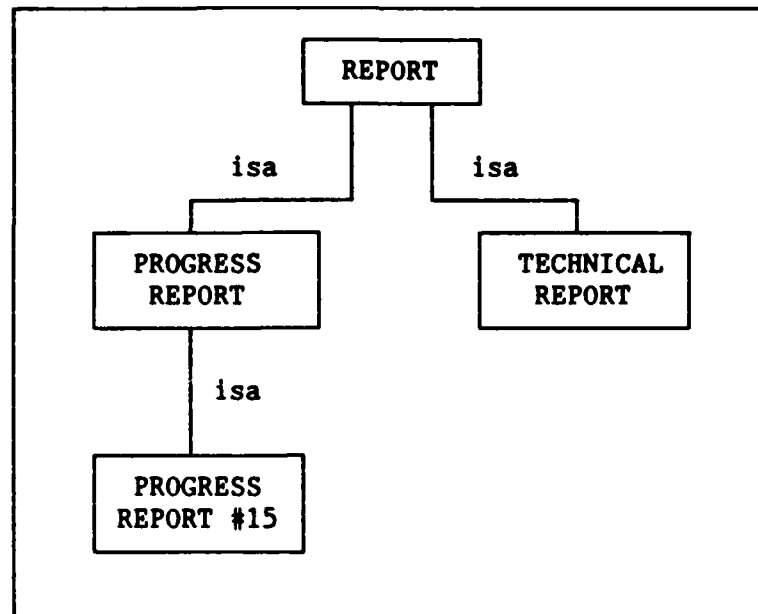 REPORT
isa
isa
PROGRESS
REPORT
TECHNICAL
REPORT
isa
PROGRESS
REPORT #15